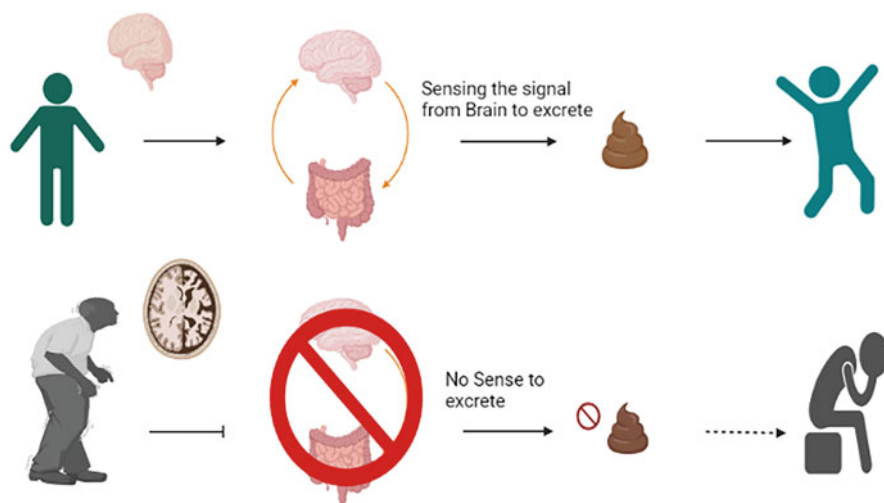 Sensing the signal
from Brain to excrete
No Sense to
excrete